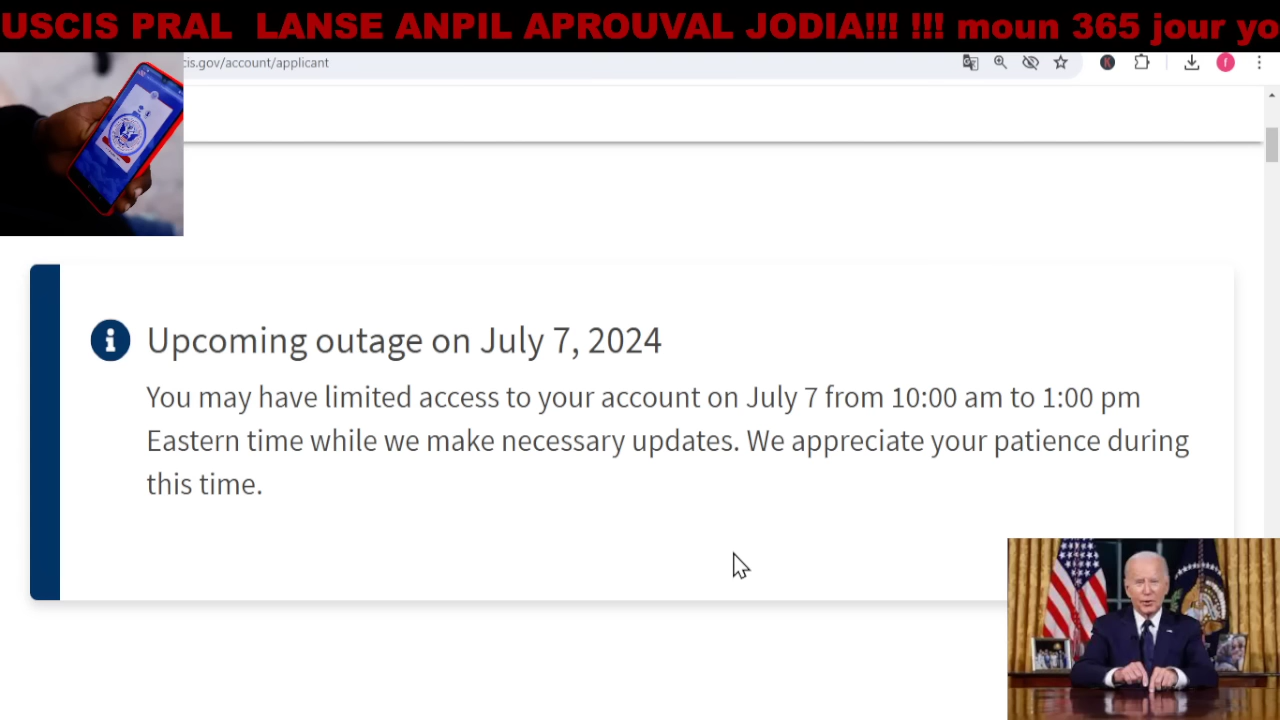 USCIS PRAL LANSE ANPIL APROUVAL JODIA!!! !!! moun 365 jour yo
cis.gov/account/applicant
Upcoming outage on July 7, 2024
You may have limited access to your account on July 7 from 10:00 am to 1:00 pm
Eastern time while we make necessary updates. We appreciate your patience during
this time.